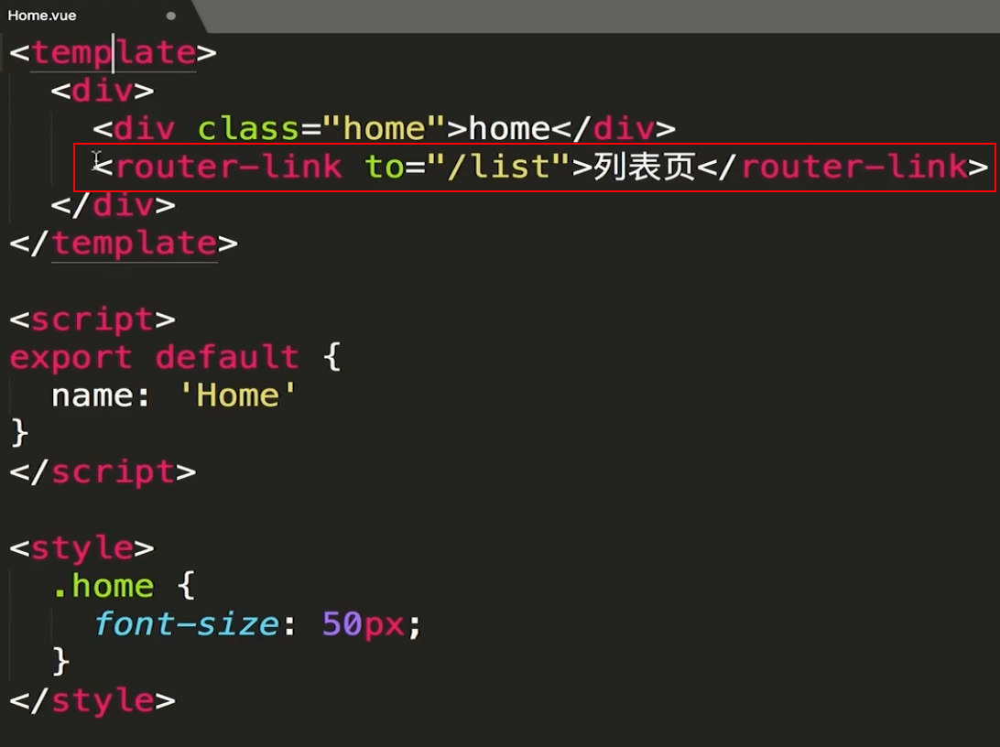 Home.vue
<template>
<div>
<div class="home">home</div>
<router-link to="/list">列表页</router-link>
</div>
</template>
<script>
export default {
name: 'Home'
}
</script>
<style>
.home {
font-size: 50px;
}
</style>